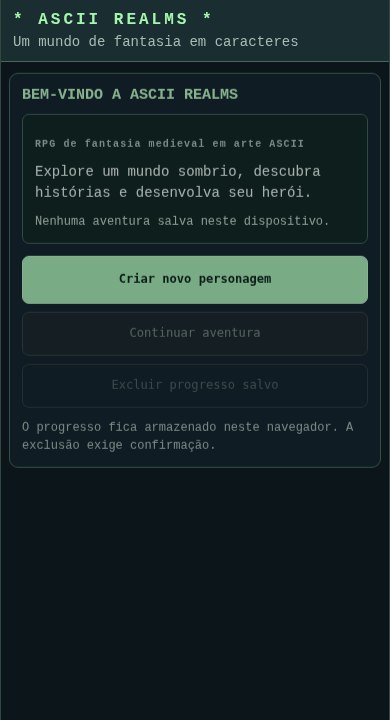 * ASCII REALMS *
Um mundo de fantasia em caracteres
BEM-VINDO A ASCII REALMS
RPG de fantasia medieval em arte ASCII
Explore um mundo sombrio, descubra
histórias e desenvolva seu herói.
Nenhuma aventura salva neste dispositivo.
Criar novo personagem
Continuar aventura
Excluir progresso salvo
O progresso fica armazenado neste navegador. A
exclusão exige confirmação.